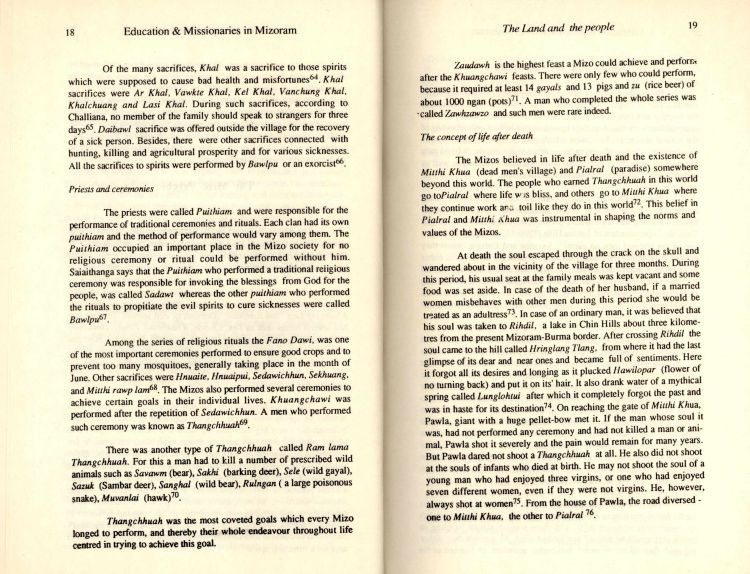 18 Education & Missionaries in Mizoram
Of the many sacrifices, Khal was a sacrifice to those spirits
which were supposed to cause bad health and misfortunes64. Khal
sacrifices were Ar Khal, Vawkte Khal, Kel Khal, Vanchung Khal,
Khalchuang and Lasi Khal. During such sacrifices, according to
Challiana, no member of the family should speak to strangers for three
days65. Daibawl sacrifice was offered outside the village for the recovery
of a sick person. Besides, there were other sacrifices connected with
hunting, killing and agricultural prosperity and for various sicknesses.
All the sacrifices to spirits were performed by Bawlpu or an exorcist66.
Priests and ceremonies
The priests were called Puithiam and were responsible for the
performance of traditional ceremonies and rituals. Each clan had its own
puithiam and the method of performance would vary among them. The
Puithiam occupied an important place in the Mizo society for no
religious ceremony or ritual could be performed without him.
Saiaithanga says that the Puithiam who performed a traditional religious
ceremony was responsible for invoking the blessings from God for the
people, was called Sadawt whereas the other puithiam who performed
the rituals to propitiate the evil spirits to cure sicknesses were called
Bawlpu67.
Among the series of religious rituals the Fano Dawi, was one
of the most important ceremonies performed to ensure good crops and to
prevent too many mosquitoes, generally taking place in the month of
June. Other sacrifices were Hnuaite, Hnuaipui, Sedawichhun, Sekhuang,
and Mitthi rawp lam68. The Mizos also performed several ceremonies to
achieve certain goals in their individual lives. Khuangchawi was
performed after the repetition of Sedawichhun. A men who performed
such ceremony was known as Thangchhuah69.
There was another type of Thangchhuah called Ram lama
Thangchhuah. For this a man had to kill a number of prescribed wild
animals such as Savawm (bear), Sakhi (barking deer), Sele (wild gayal),
Sazuk (Sambar deer), Sanghal (wild bear), Rulngan ( a large poisonous
snake), Muvanlai (hawk)70.
Thangchhuah was the most coveted goals which every Mizo
longed to perform, and thereby their whole endeavour throughout life
centred in trying to achieve this goal.
The Land and the people 19
Zaudawh is the highest feast a Mizo could achieve and perform
after the Khuangchawi feasts. There were only few who could perform,
because it required at least 14 gayals and 13 pigs and zu (rice beer) of
about 1000 ngan (pots)71. A man who completed the whole series was
called Zawhzawzo and such men were rare indeed.
The concept of life after death
The Mizos believed in life after death and the existence of
Mitthi Khua (dead men's village) and Pialral (paradise) somewhere
beyond this world. The people who earned Thangchhuah in this world
go toPialral where life was bliss, and others go to Mitthi Khua where
they continue work and toil like they do in this world72. This belief in
Pialral and Mitthi Khua was instrumental in shaping the norms and
values of the Mizos.
At death the soul escaped through the crack on the skull and
wandered about in the vicinity of the village for three months. During
this period, his usual seat at the family meals was kept vacant and some
food was set aside. In case of the death of her husband, if a married
women misbehaves with other men during this period she would be
treated as an adultress73. In case of an ordinary man, it was believed that
his soul was taken to Rihdil, a lake in Chin Hills about three kilome-
tres from the present Mizoram-Burma border. After crossing Rihdil the
soul came to the hill called Hringlang Tlang, from where it had the last
glimpse of its dear and near ones and became full of sentiments. Here
it forgot all its desires and longing as it plucked Hawilopar (flower of
no turning back) and put it on its' hair. It also drank water of a mythical
spring called Lunglohtui after which it completely forgot the past and
was in haste for its destination74. On reaching the gate of Mitthi Khua,
Pawla, giant with a huge pellet-bow met it. If the man whose soul it
was, had not performed any ceremony and had not killed a man or ani-
mal, Pawla shot it severely and the pain would remain for many years.
But Pawla dared not shoot a Thangchhuah at all. He also did not shoot
at the souls of infants who died at birth. He may not shoot the soul of a
young man who had enjoyed three virgins, or one who had enjoyed
seven different women, even if they were not virgins. He, however,
always shot at women75. From the house of Pawla, the road diversed -
one to Mitthi Khua, the other to Pialral 76.